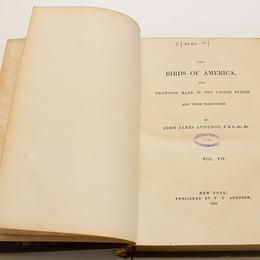 THE
BIRDS OF AMERICA,
FROM
DRAWINGS MADE IN THE UNITED STATES
AND THEIR TERRITORIES.
BY
JOHN JAMES AUDUBON, F. R. S., &c., &c.
VOL. VII.
NEW YORK:
PUBLISHED BY V. G. AUDUBON,